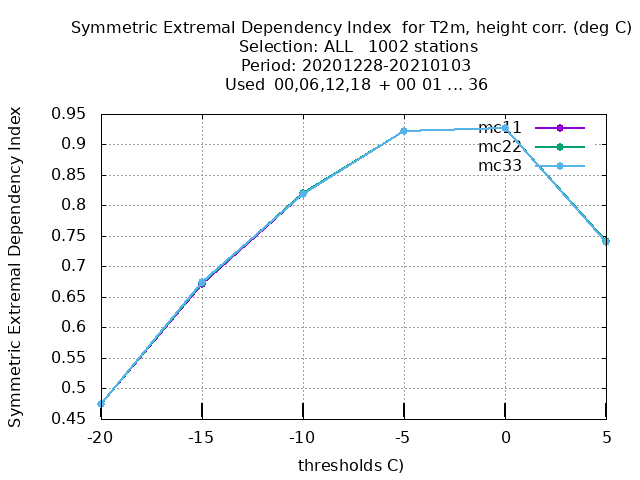 Symmetric Extremal Dependency Index  for T2m, height corr. (deg C)
Selection: ALL   1002 stations
Period: 20201228-20210103
Used  00,06,12,18  + 00 01 ... 36
Symmetric Extremal Dependency Index
0.95
0.9
0.85
0.8
0.75
0.7
0.65
0.6
0.55
0.5
0.45
mc11
mc22
mc33
-20 -15 -10 -5 0 5
thresholds C)